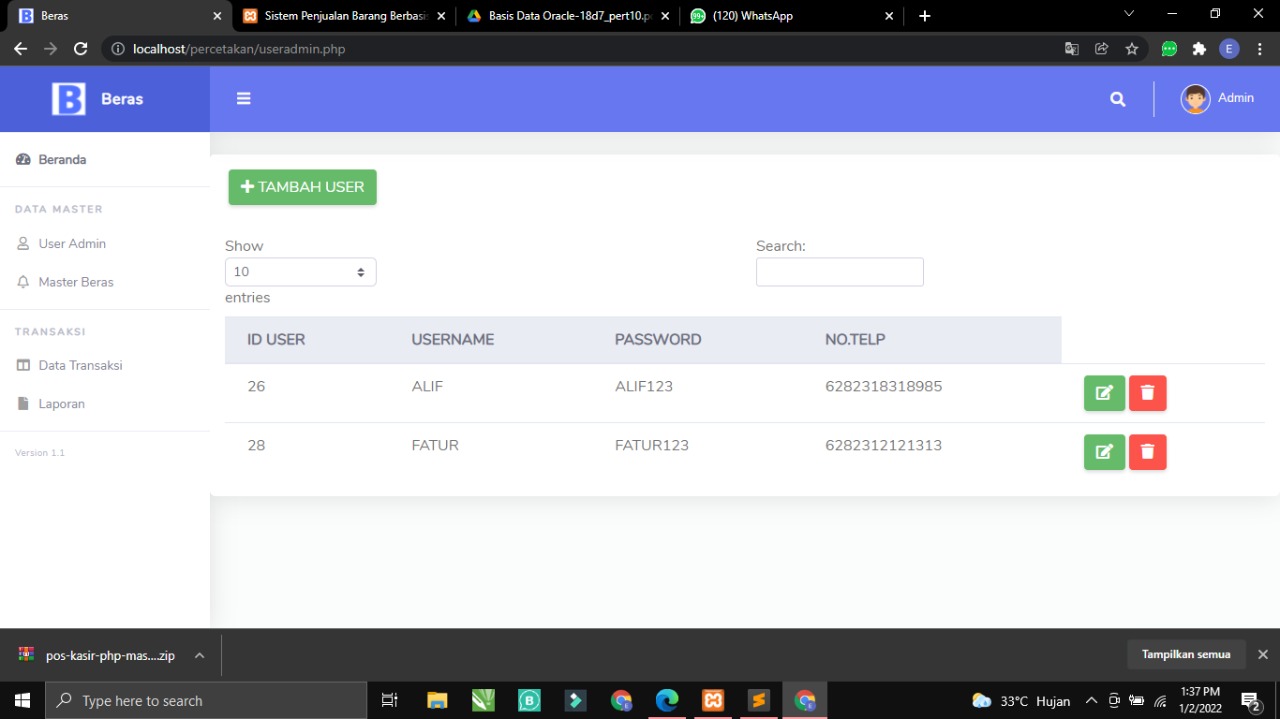 Beras
Sistem Penjualan Barang Berbasis
Basis Data Oracle-18d7_pert10.p
(120) WhatsApp
localhost/percetakan/useradmin.php
E
B Beras
Admin
Beranda
DATA MASTER
User Admin
Master Beras
TRANSAKSI
Data Transaksi
Laporan
Version 1.1
TAMBAH USER
Show
Search:
10
entries
ID USER USERNAME PASSWORD NO.TELP
26 ALIF ALIF123 6282318318985
28 FATUR FATUR123 6282312121313
pos-kasir-php-mas....zip
Tampilkan semua
Type here to search
33°C Hujan
1:37 PM
1/2/2022
2